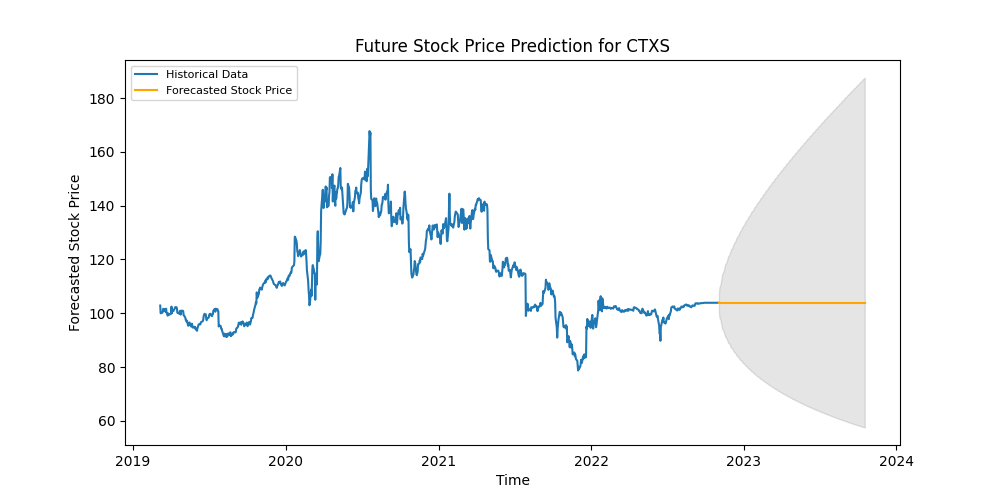 Future Stock Price Prediction for CTXS
Historical Data
Forecasted Stock Price
180
160
140
120
100
80
60
Forecasted Stock Price
2019
2020
2021
2022
2023
2024
Time